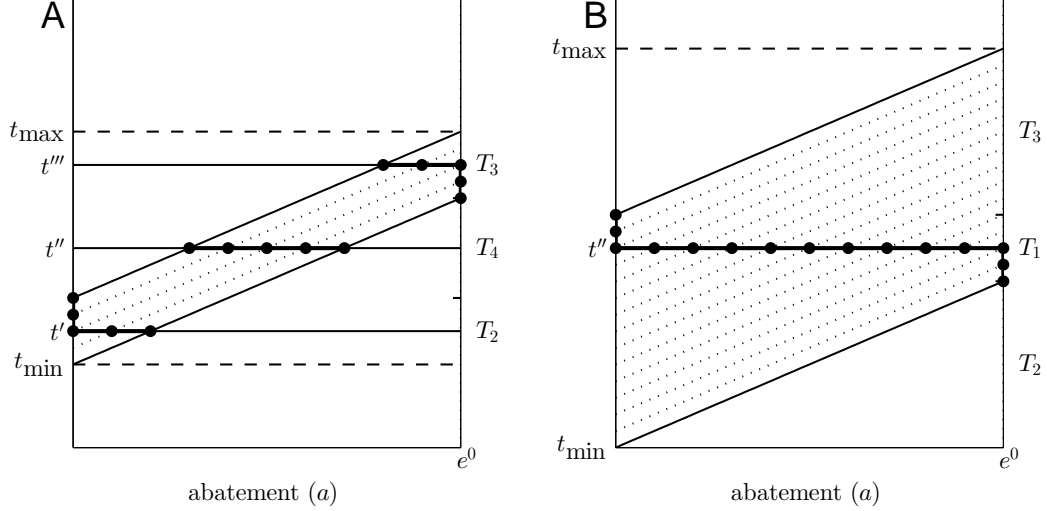 A
t_max
t'''
T_3
t''
T_4
t'
T_2
t_min
e^0
abatement (a)
B
t_max
T_3
t''
T_1
T_2
t_min
e^0
abatement (a)